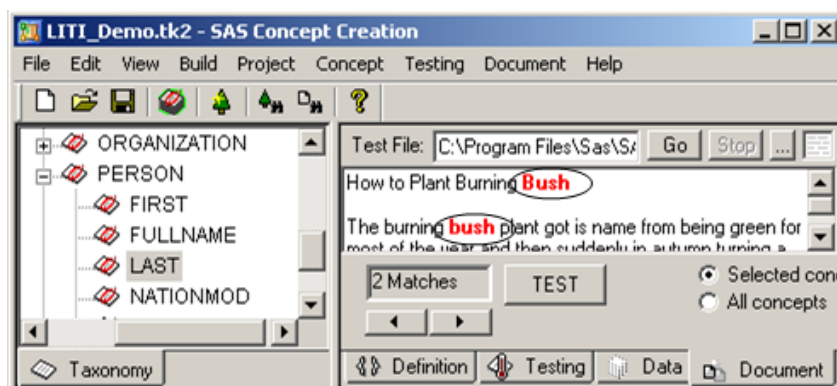 LITI_Demo.tk2 - SAS Concept Creation
File Edit View Build Project Concept Testing Document Help
ORGANIZATION
PERSON
FIRST
FULLNAME
LAST
NATIONMOD
Taxonomy
Test File: C:\Program Files\Sas\SA Go Stop ...
How to Plant Burning Bush
The burning bush plant got is name from being green for
most of the year and then suddenly in autumn turning a
2 Matches TEST Selected con
All concepts
Definition Testing Data Document